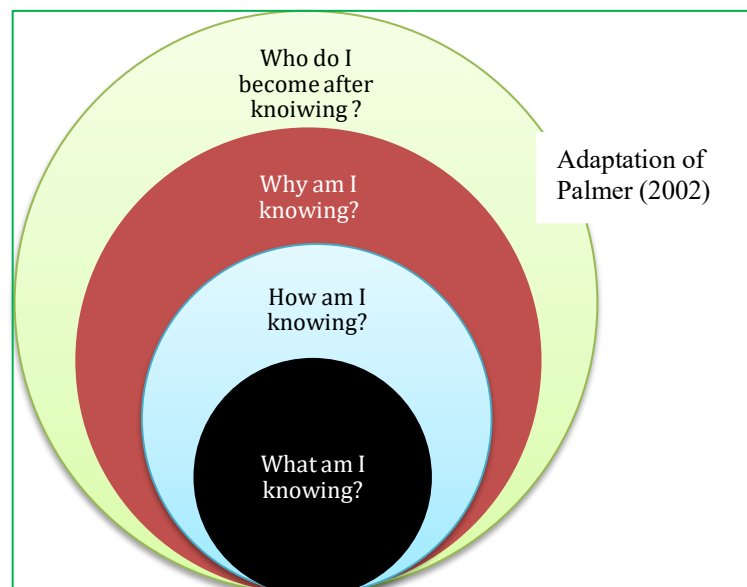 Who do I
become after
knoiwing ?
Why am I
knowing?
How am I
knowing?
What am I
knowing?
Adaptation of
Palmer (2002)